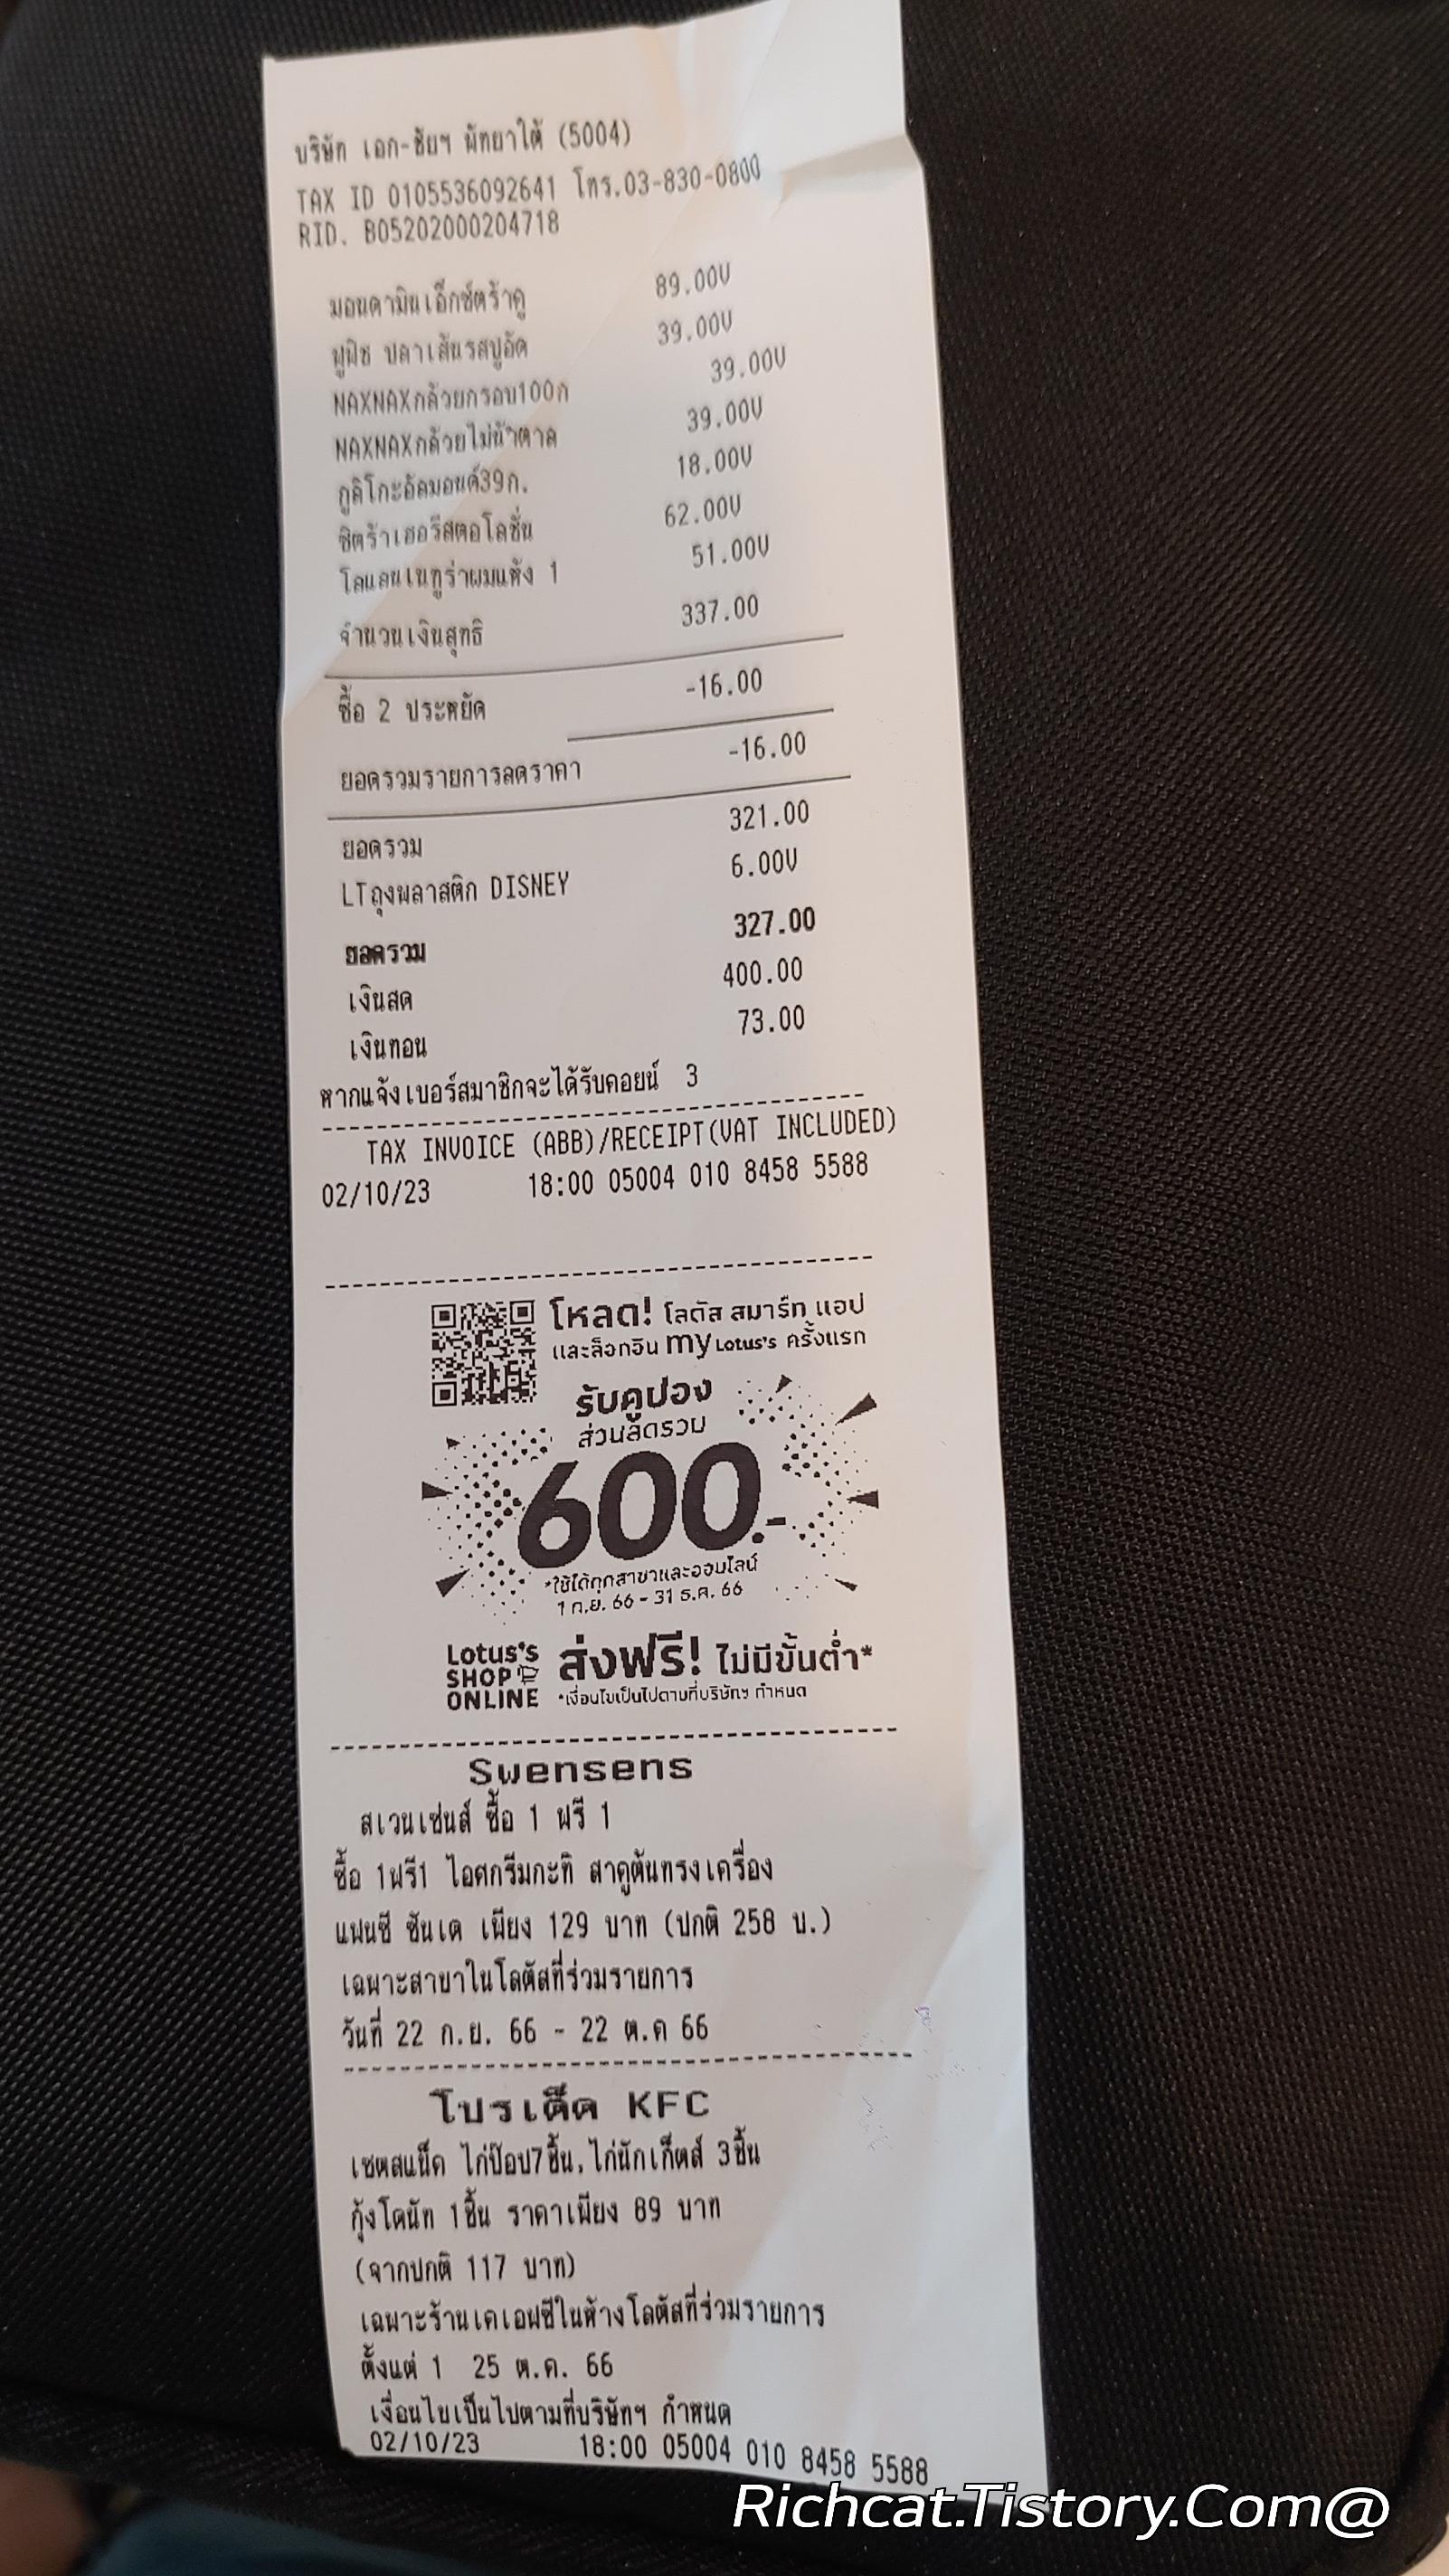 บริษัท เอก-ชัยฯ พัทยาใต้ (5004)
TAX ID 0105536092641 โทร.03-830-0800
RID. B05202000204718
มอนดามินเอ็กซ์ตร้าคู 89.00V
ฟูฟิช ปลาเส้นรสปูอัด 39.00V
NAXNAXกล้วยกรอบ100ก 39.00V
NAXNAXกล้วยไม่น้ำตาล 39.00V
กูลิโกะอัลมอนด์39ก. 18.00V
ซิตร้าเฮอรีสตอโลชั่น 62.00V
โลแลนเนทูร่าผมแห้ง 1 51.00V
จำนวนเงินสุทธิ 337.00
ซื้อ 2 ประหยัด -16.00
ยอดรวมรายการลดราคา -16.00
ยอดรวม 321.00
LTถุงพลาสติก DISNEY 6.00V
ยอดรวม 327.00
เงินสด 400.00
เงินทอน 73.00
หากแจ้งเบอร์สมาชิกจะได้รับคอยน์ 3
TAX INVOICE (ABB)/RECEIPT(VAT INCLUDED)
02/10/23 18:00 05004 010 8458 5588
โหลด! โลตัส สมาร์ท แอป
และล็อกอิน my Lotus's ครั้งแรก
รับคูปอง
ส่วนลดรวม
600.-
*ใช้ได้ทุกสาขาและออนไลน์
1 ก.ย. 66 - 31 ธ.ค. 66
Lotus's SHOP ONLINE ส่งฟรี! ไม่มีขั้นต่ำ*
*เงื่อนไขเป็นไปตามที่บริษัทฯ กำหนด
Swensens
สเวนเซ่นส์ ซื้อ 1 ฟรี 1
ซื้อ 1ฟรี1 ไอศกรีมกะทิ สาคูต้นทรงเครื่อง
แฟนซี ซันเด เพียง 129 บาท (ปกติ 258 บ.)
เฉพาะสาขาในโลตัสที่ร่วมรายการ
วันที่ 22 ก.ย. 66 - 22 ต.ค 66
โปรเด็ด KFC
เซตสแน็ค ไก่ป๊อป7ชิ้น,ไก่นักเก็ตส์ 3ชิ้น
กุ้งโดนัท 1ชิ้น ราคาเพียง 89 บาท
(จากปกติ 117 บาท)
เฉพาะร้านเคเอฟซีในห้างโลตัสที่ร่วมรายการ
ตั้งแต่ 1 25 ต.ค. 66
เงื่อนไขเป็นไปตามที่บริษัทฯ กำหนด
02/10/23 18:00 05004 010 8458 5588
Richcat.Tistory.Com@